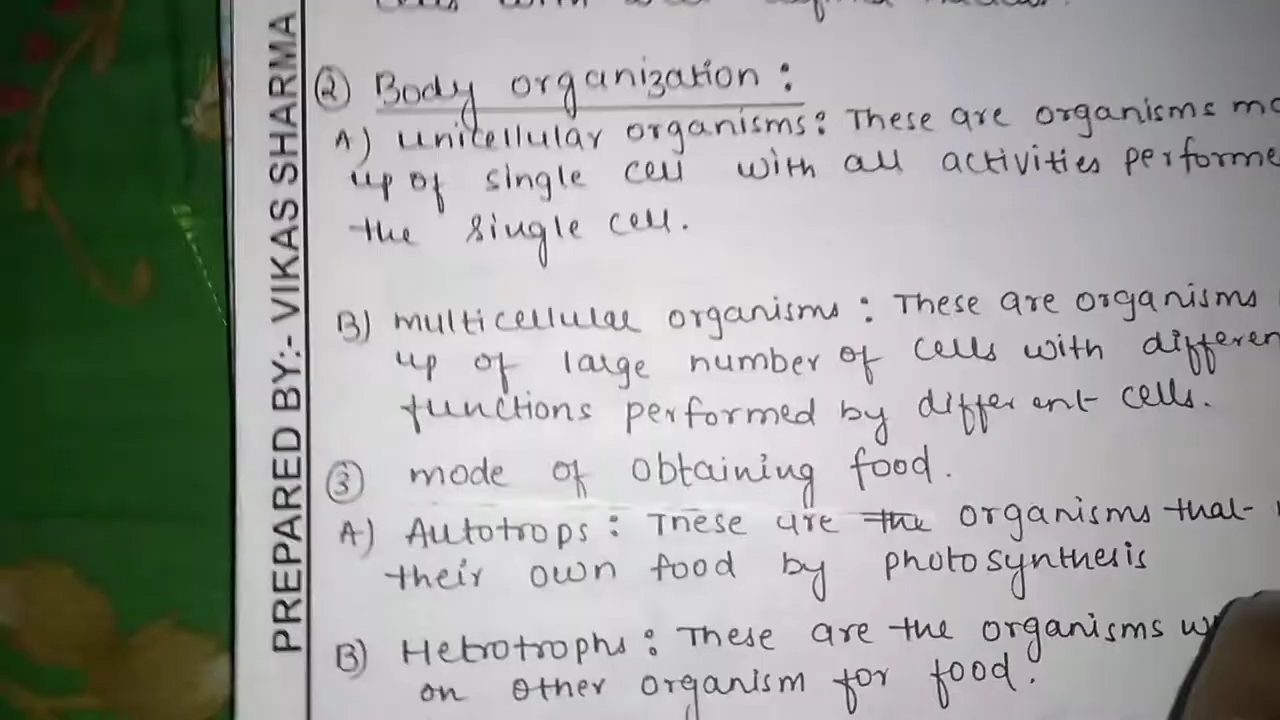 PREPARED BY:- VIKAS SHARMA
② Body organization :
A) unicellular organisms : These are organisms
up of single cell with all activities
the single cell.
B) multicellular organisms : These are organisms
up of large number of cells with
functions performed by different cells.
③ mode of obtaining food.
A) Autotrops : These are the organisms that
their own food by photosynthesis
B) Hetrotrophs : These are the organisms
on other organism for food.